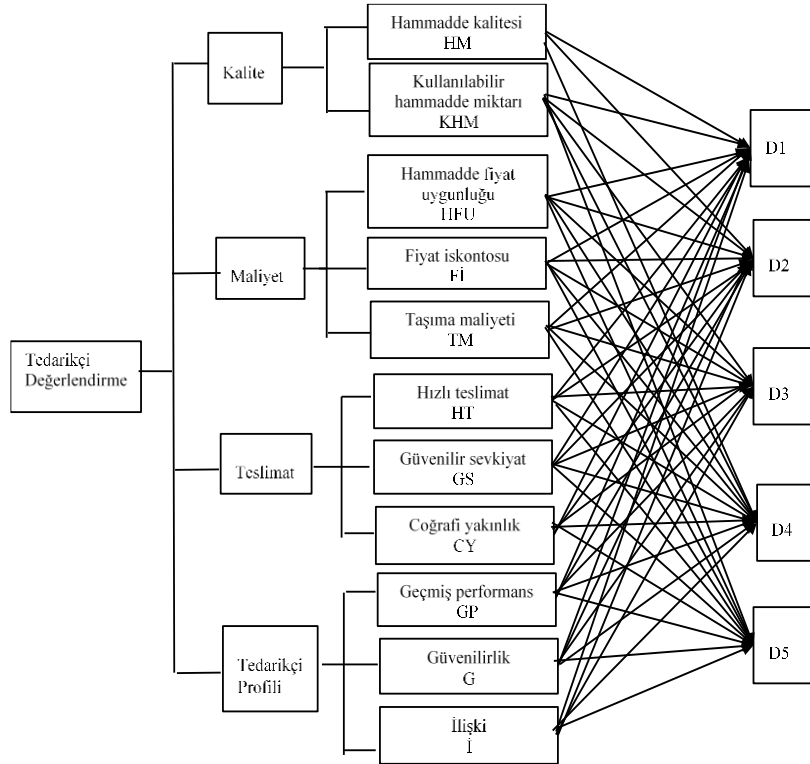 Tedarikçi
Değerlendirme
Kalite
Maliyet
Teslimat
Tedarikçi
Profili
Hammadde kalitesi
HM
Kullanılabilir
hammadde miktarı
KHM
Hammadde fiyat
uygunluğu
HFU
Fiyat iskontosu
Fİ
Taşıma maliyeti
TM
Hızlı teslimat
HT
Güvenilir sevkiyat
GS
Coğrafi yakınlık
CY
Geçmiş performans
GP
Güvenilirlik
G
İlişki
İ
D1
D2
D3
D4
D5